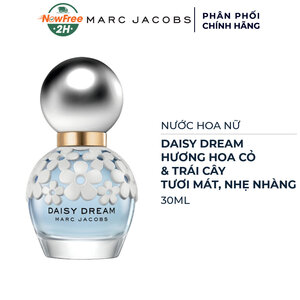 NowFree
2H
MARC JACOBS
PHÂN PHỐI
CHÍNH HÃNG
NƯỚC HOA NỮ
DAISY DREAM
HƯƠNG HOA CỎ
& TRÁI CÂY
TƯƠI MÁT, NHẸ NHÀNG
30ML
DAISY DREAM
MARC JACOBS